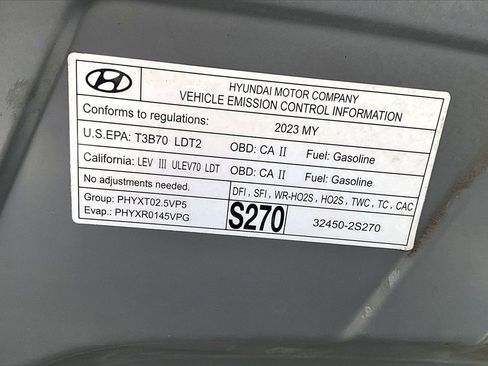 HYUNDAI MOTOR COMPANY
VEHICLE EMISSION CONTROL INFORMATION
Conforms to regulations: 2023 MY
U.S.EPA: T3B70 LDT2 OBD: CA II Fuel: Gasoline
California: LEV III ULEV70 LDT OBD: CA II Fuel: Gasoline
No adjustments needed. DFI , SFI , WR-HO2S , HO2S , TWC , TC , CAC
Group: PHYXT02.5VP5
Evap.: PHYXR0145VPG S270 32450-2S270